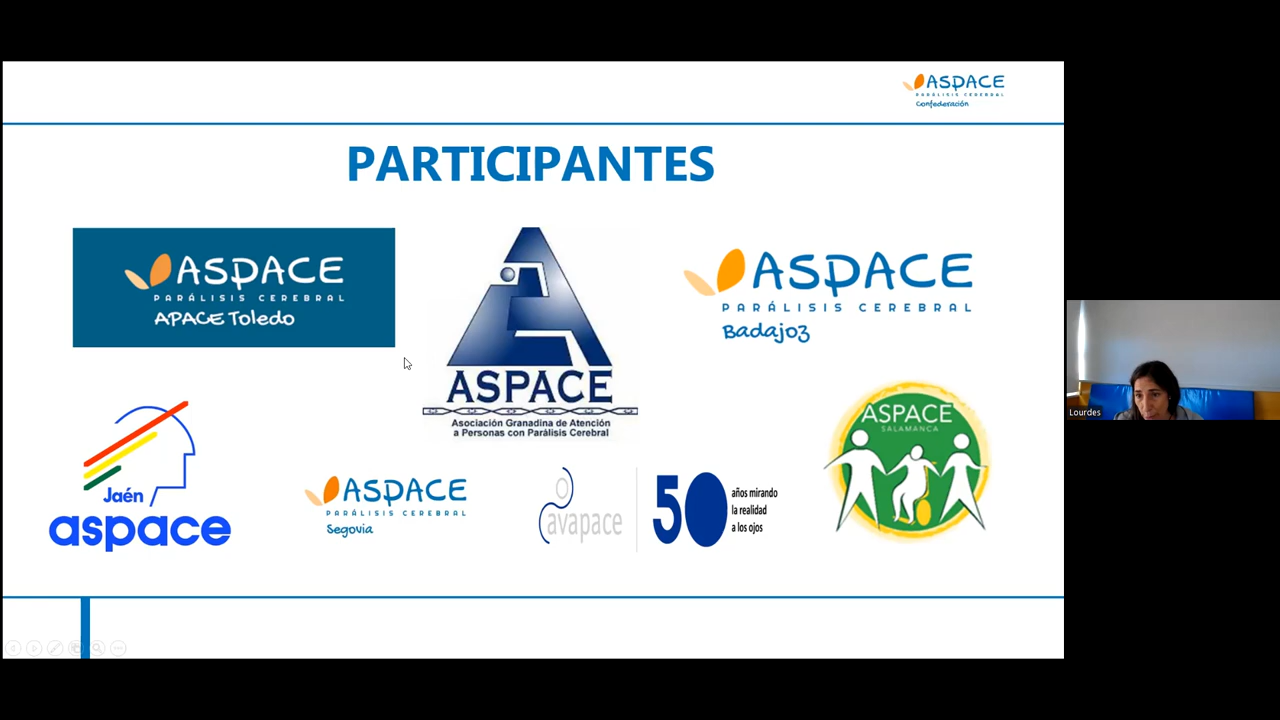 ASPACE
PARÁLISIS CEREBRAL
Confederación
PARTICIPANTES
ASPACE
PARÁLISIS CEREBRAL
APACE Toledo
ASPACE
Asociación Granadina de Atención
a Personas con Parálisis Cerebral
ASPACE
PARÁLISIS CEREBRAL
Badajoz
Jaén
aspace
ASPACE
PARÁLISIS CEREBRAL
Segovia
avapace
50
años mirando
la realidad
a los ojos
ASPACE
SALAMANCA
Lourdes